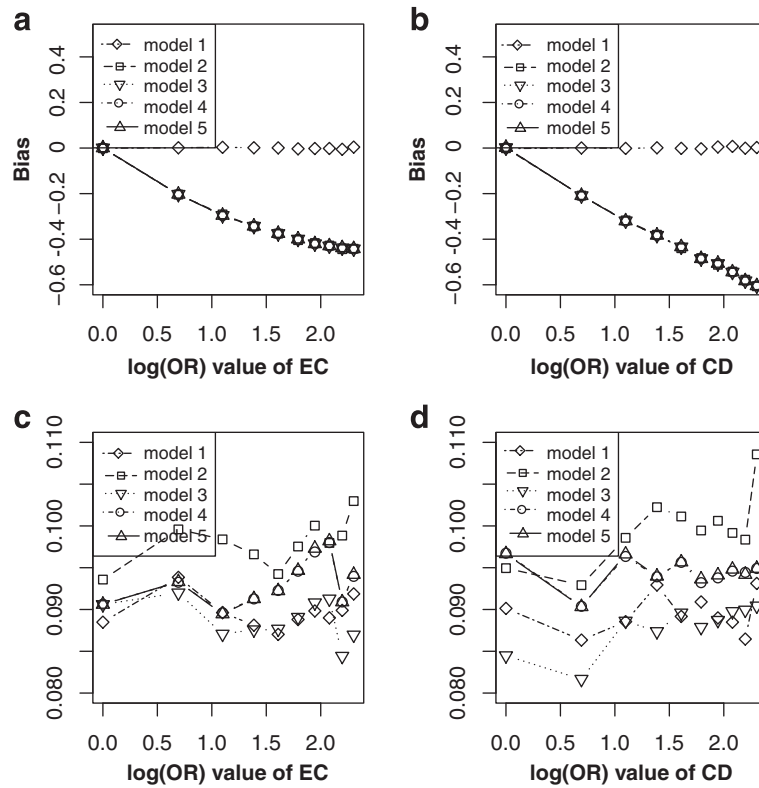 a
model 1
model 2
model 3
model 4
model 5
Bias
0.4
0.2
0
−0.2
−0.4
−0.6
0.0 0.5 1.0 1.5 2.0
log(OR) value of EC
b
model 1
model 2
model 3
model 4
model 5
Bias
0.4
0.2
0
−0.2
−0.4
−0.6
0.0 0.5 1.0 1.5 2.0
log(OR) value of CD
c
model 1
model 2
model 3
model 4
model 5
0.110
0.100
0.090
0.080
0.0 0.5 1.0 1.5 2.0
log(OR) value of EC
d
model 1
model 2
model 3
model 4
model 5
0.110
0.100
0.090
0.080
0.0 0.5 1.0 1.5 2.0
log(OR) value of CD